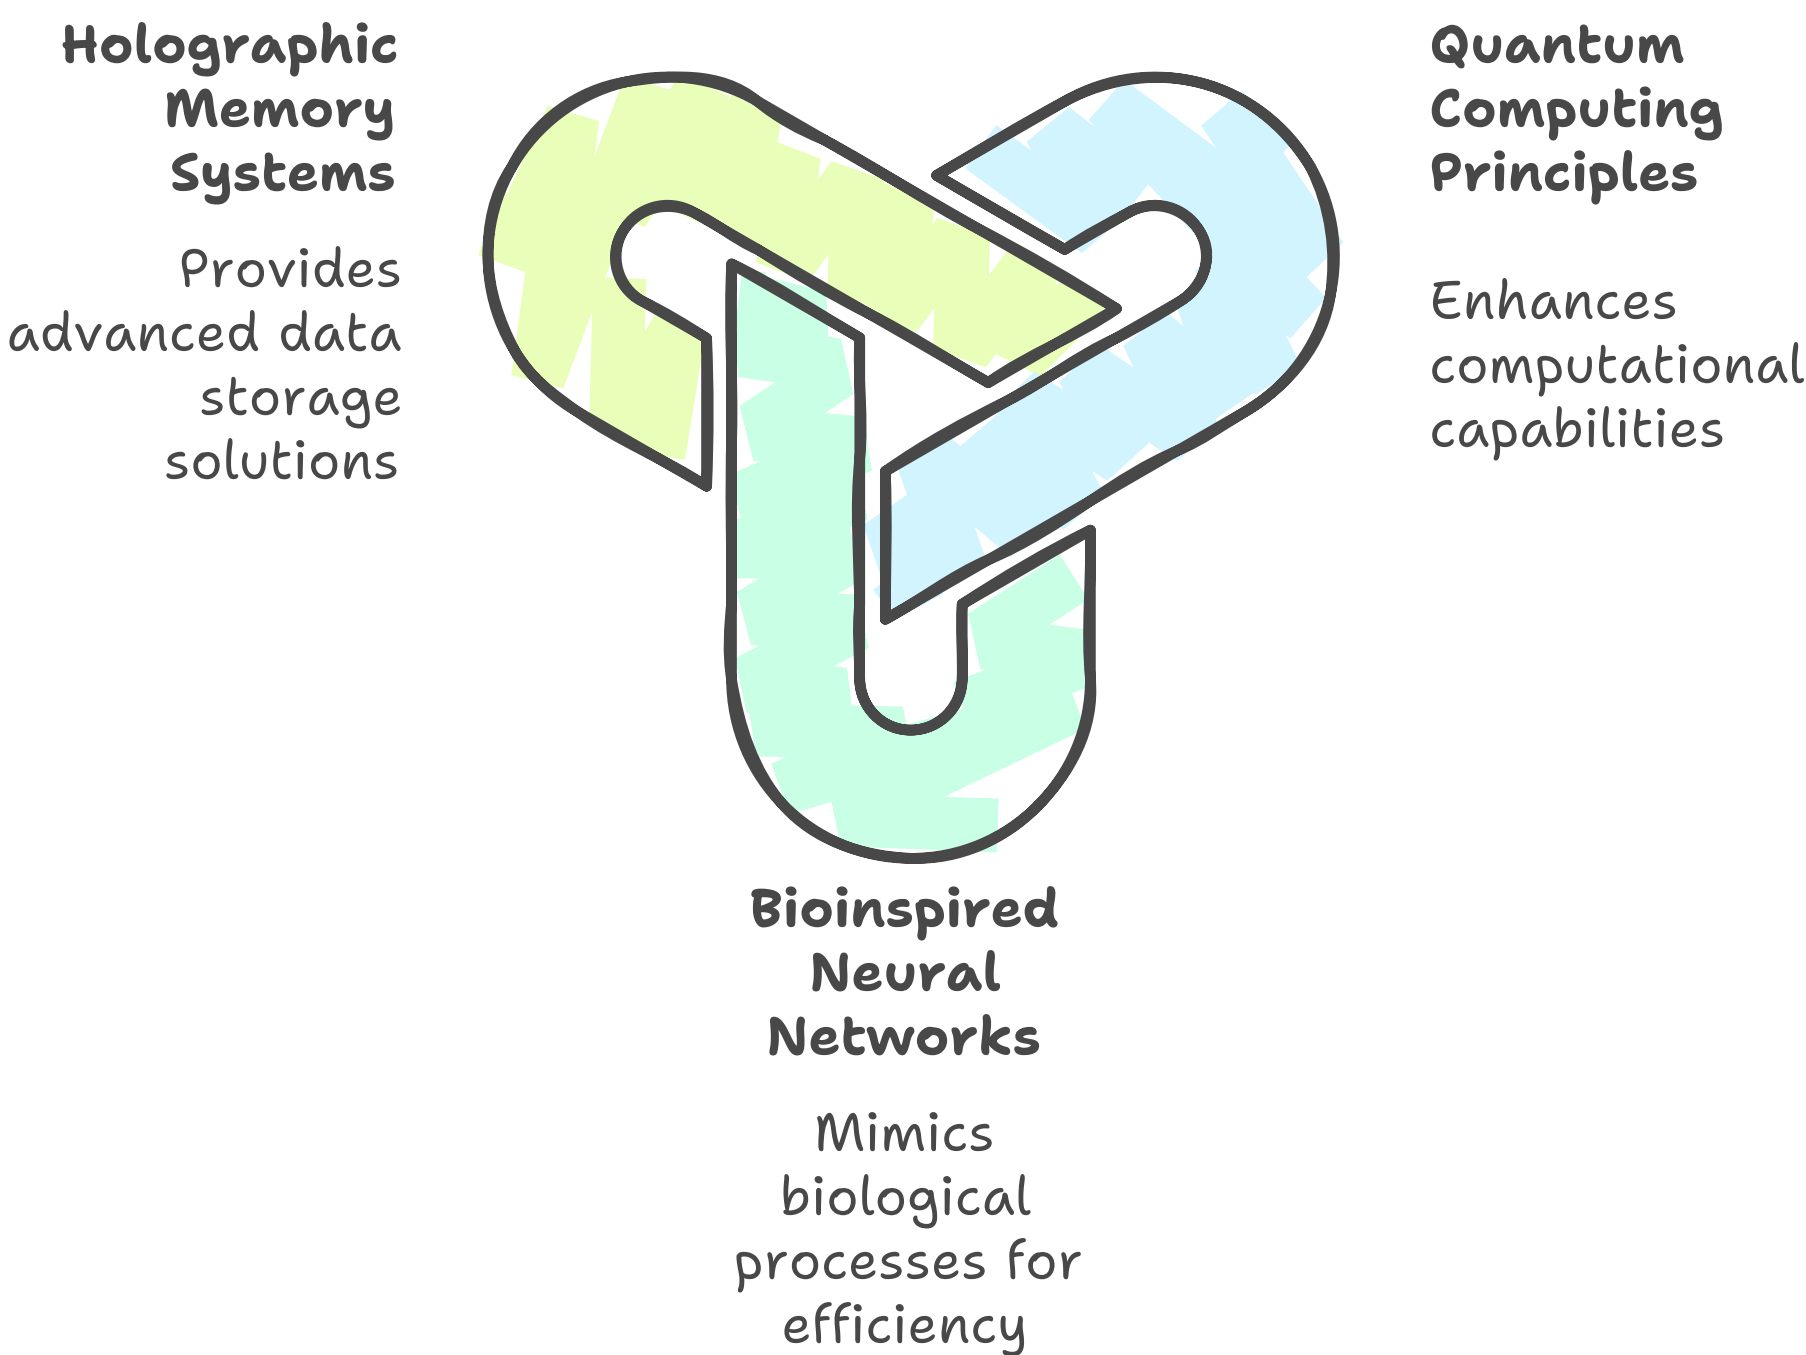 Holographic
Memory
Systems
Provides
advanced data
storage
solutions
Quantum
Computing
Principles
Enhances
computational
capabilities
Bioinspired
Neural
Networks
Mimics
biological
processes for
efficiency